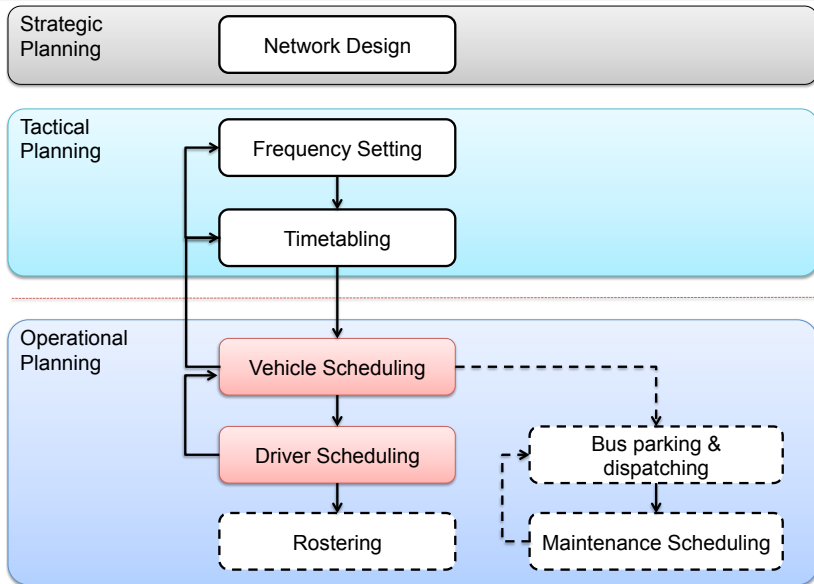 Strategic
Planning
Network Design
Tactical
Planning
Frequency Setting
Timetabling
Operational
Planning
Vehicle Scheduling
Driver Scheduling
Bus parking &
dispatching
Rostering
Maintenance Scheduling